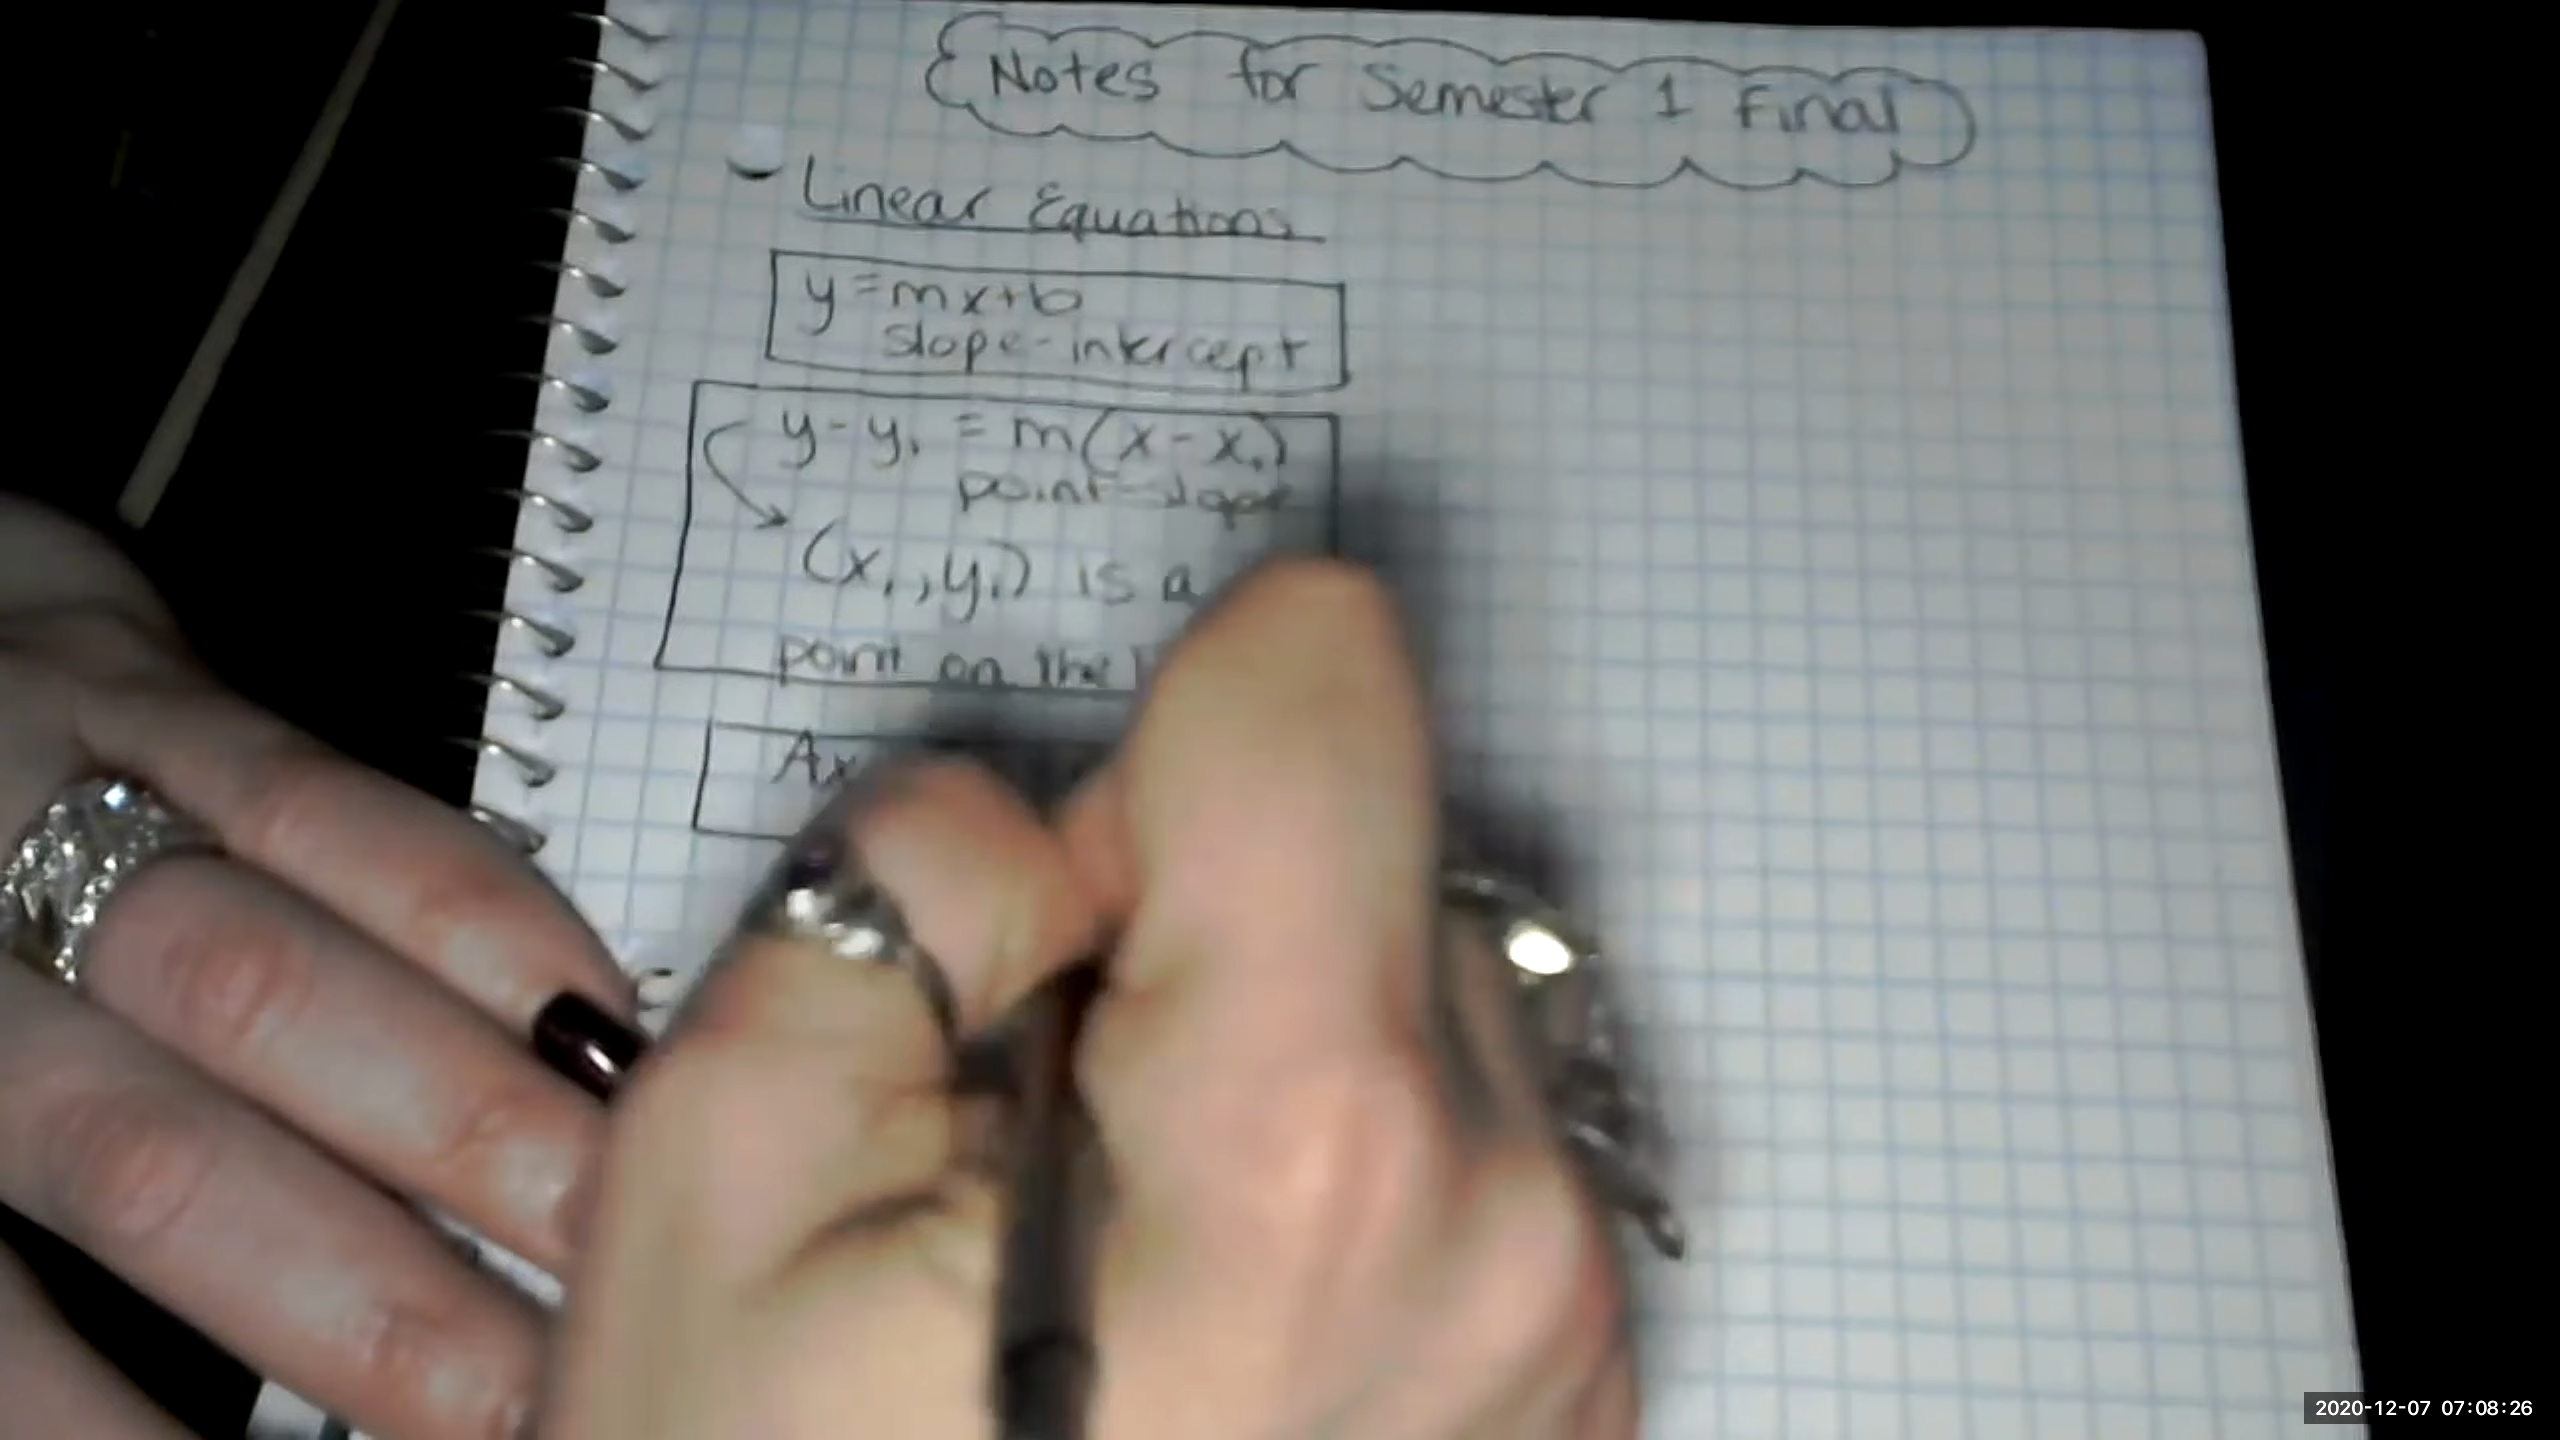 Notes for Semester 1 Final
- Linear Equations
y = mx+b
slope-intercept
y - y₁ = m(x - x₁)
point-slope
(x₁, y₁) is a
point on the
Ax
2020-12-07 07:08:26